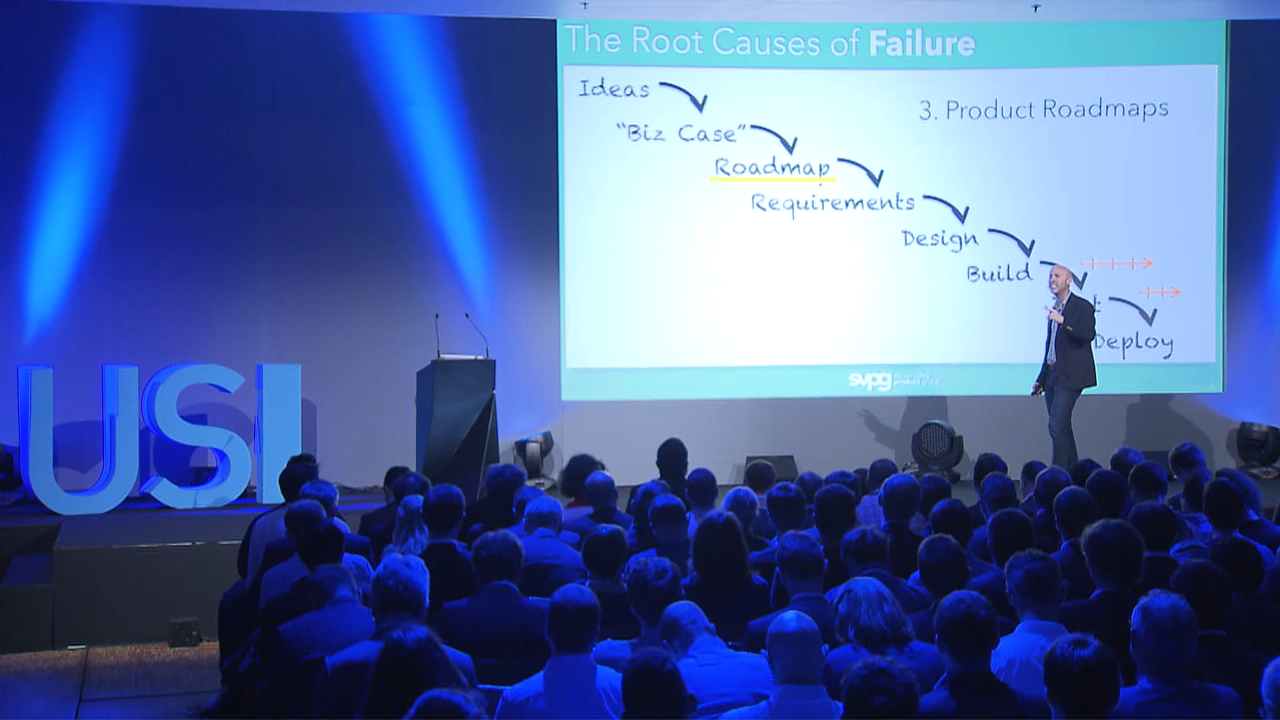 The Root Causes of Failure
Ideas
3. Product Roadmaps
"Biz Case"
Roadmap
Requirements
Design
Build
t
Deploy
svpg
USI